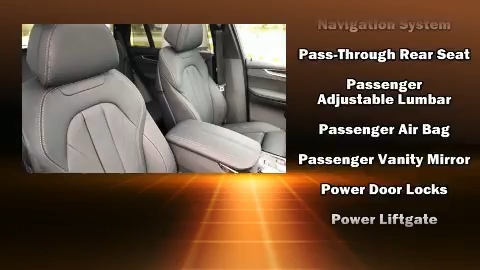 Navigation System
Pass-Through Rear Seat
Passenger
Adjustable Lumbar
Passenger Air Bag
Passenger Vanity Mirror
Power Door Locks
Power Liftgate